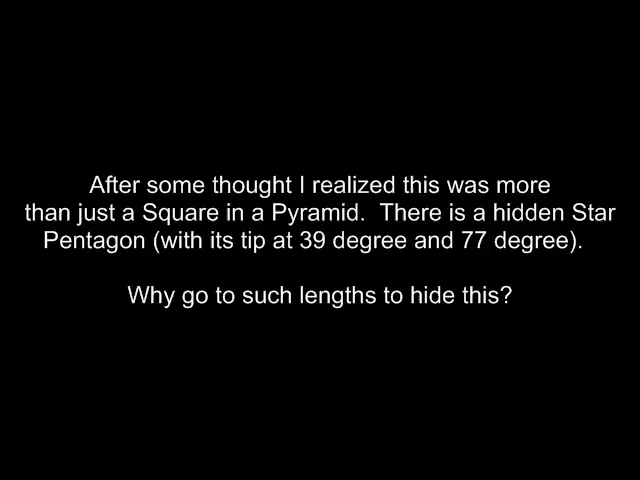 After some thought I realized this was more
than just a Square in a Pyramid.  There is a hidden Star
Pentagon (with its tip at 39 degree and 77 degree).
Why go to such lengths to hide this?